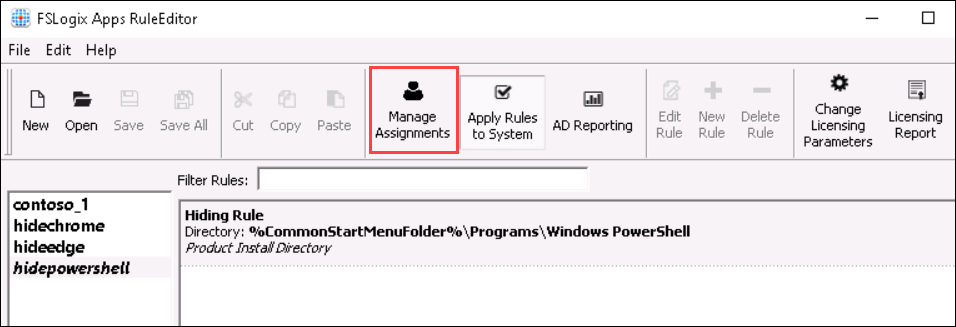 FSLogix Apps RuleEditor
File Edit Help
New Open Save Save All Cut Copy Paste Manage Assignments Apply Rules to System AD Reporting Edit Rule New Rule Delete Rule Change Licensing Parameters Licensing Report
Filter Rules:
contoso_1
hidechrome
hideedge
hidepowershell
Hiding Rule
Directory: %CommonStartMenuFolder%\Programs\Windows PowerShell
Product Install Directory